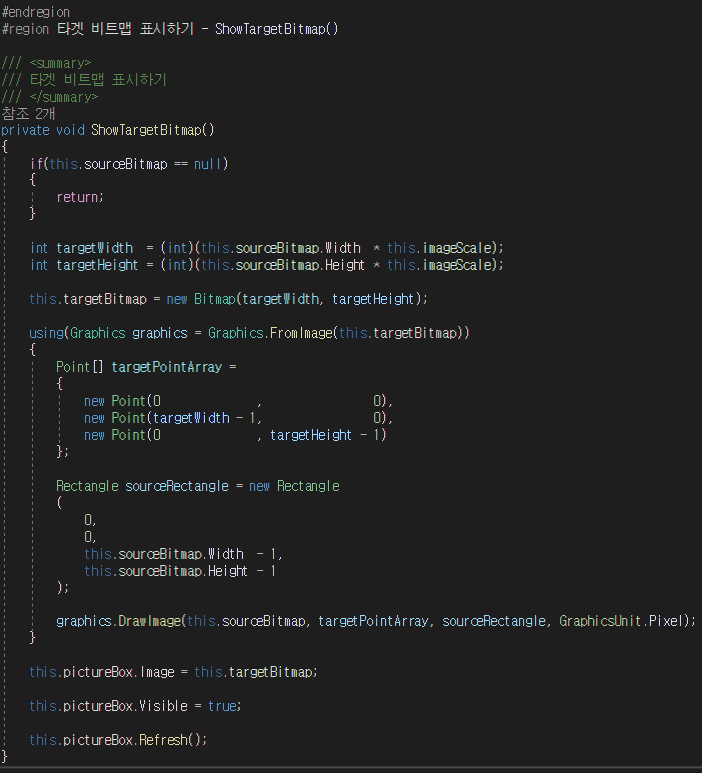 #endregion
#region 타겟 비트맵 표시하기 - ShowTargetBitmap()
/// <summary>
/// 타겟 비트맵 표시하기
/// </summary>
참조 2개
private void ShowTargetBitmap()
{
if(this.sourceBitmap == null)
{
return;
}
int targetWidth  = (int)(this.sourceBitmap.Width  * this.imageScale);
int targetHeight = (int)(this.sourceBitmap.Height * this.imageScale);
this.targetBitmap = new Bitmap(targetWidth, targetHeight);
using(Graphics graphics = Graphics.FromImage(this.targetBitmap))
{
Point[] targetPointArray =
{
new Point(0              ,                0),
new Point(targetWidth - 1,                0),
new Point(0              , targetHeight - 1)
};
Rectangle sourceRectangle = new Rectangle
(
0,
0,
this.sourceBitmap.Width  - 1,
this.sourceBitmap.Height - 1
);
graphics.DrawImage(this.sourceBitmap, targetPointArray, sourceRectangle, GraphicsUnit.Pixel);
}
this.pictureBox.Image = this.targetBitmap;
this.pictureBox.Visible = true;
this.pictureBox.Refresh();
}